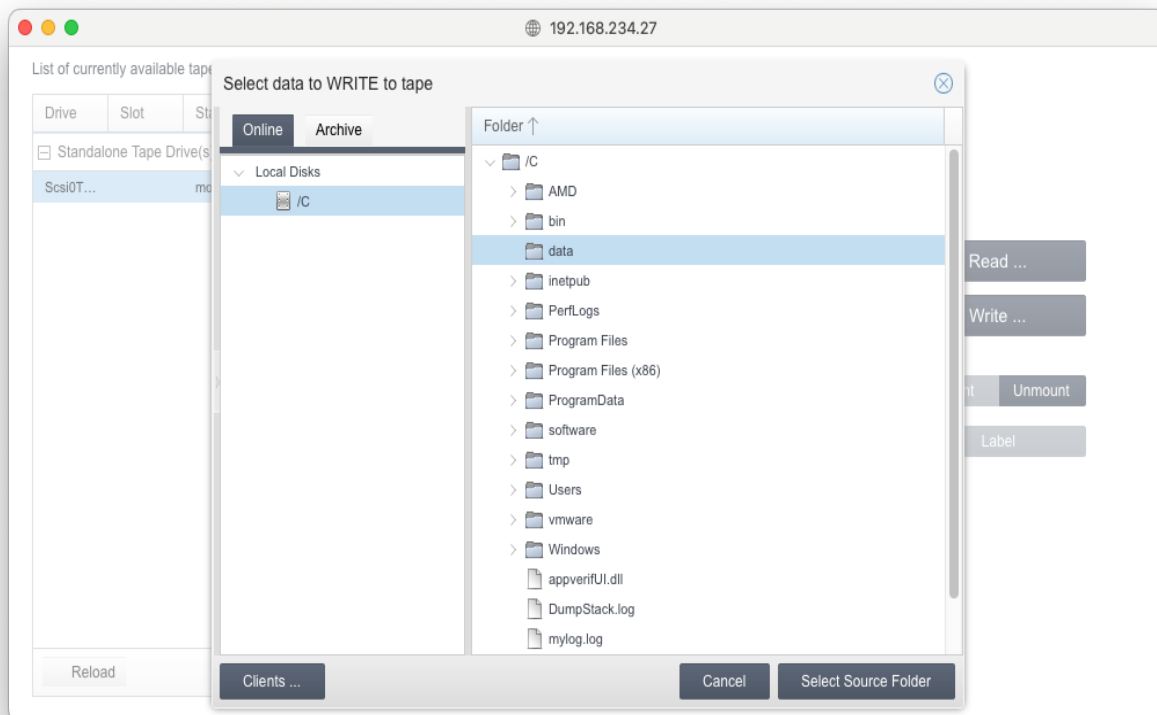 192.168.234.27
List of currently available tape
Select data to WRITE to tape
Drive Slot Sta
Online Archive
Folder
Standalone Tape Drive(s
Local Disks
/C
Scsi0T... mo
/C
AMD
bin
data
inetpub
PerfLogs
Program Files
Program Files (x86)
ProgramData
software
tmp
Users
vmware
Windows
appverifUI.dll
DumpStack.log
mylog.log
Read ...
Write ...
nt Unmount
Label
Reload
Clients ...
Cancel
Select Source Folder